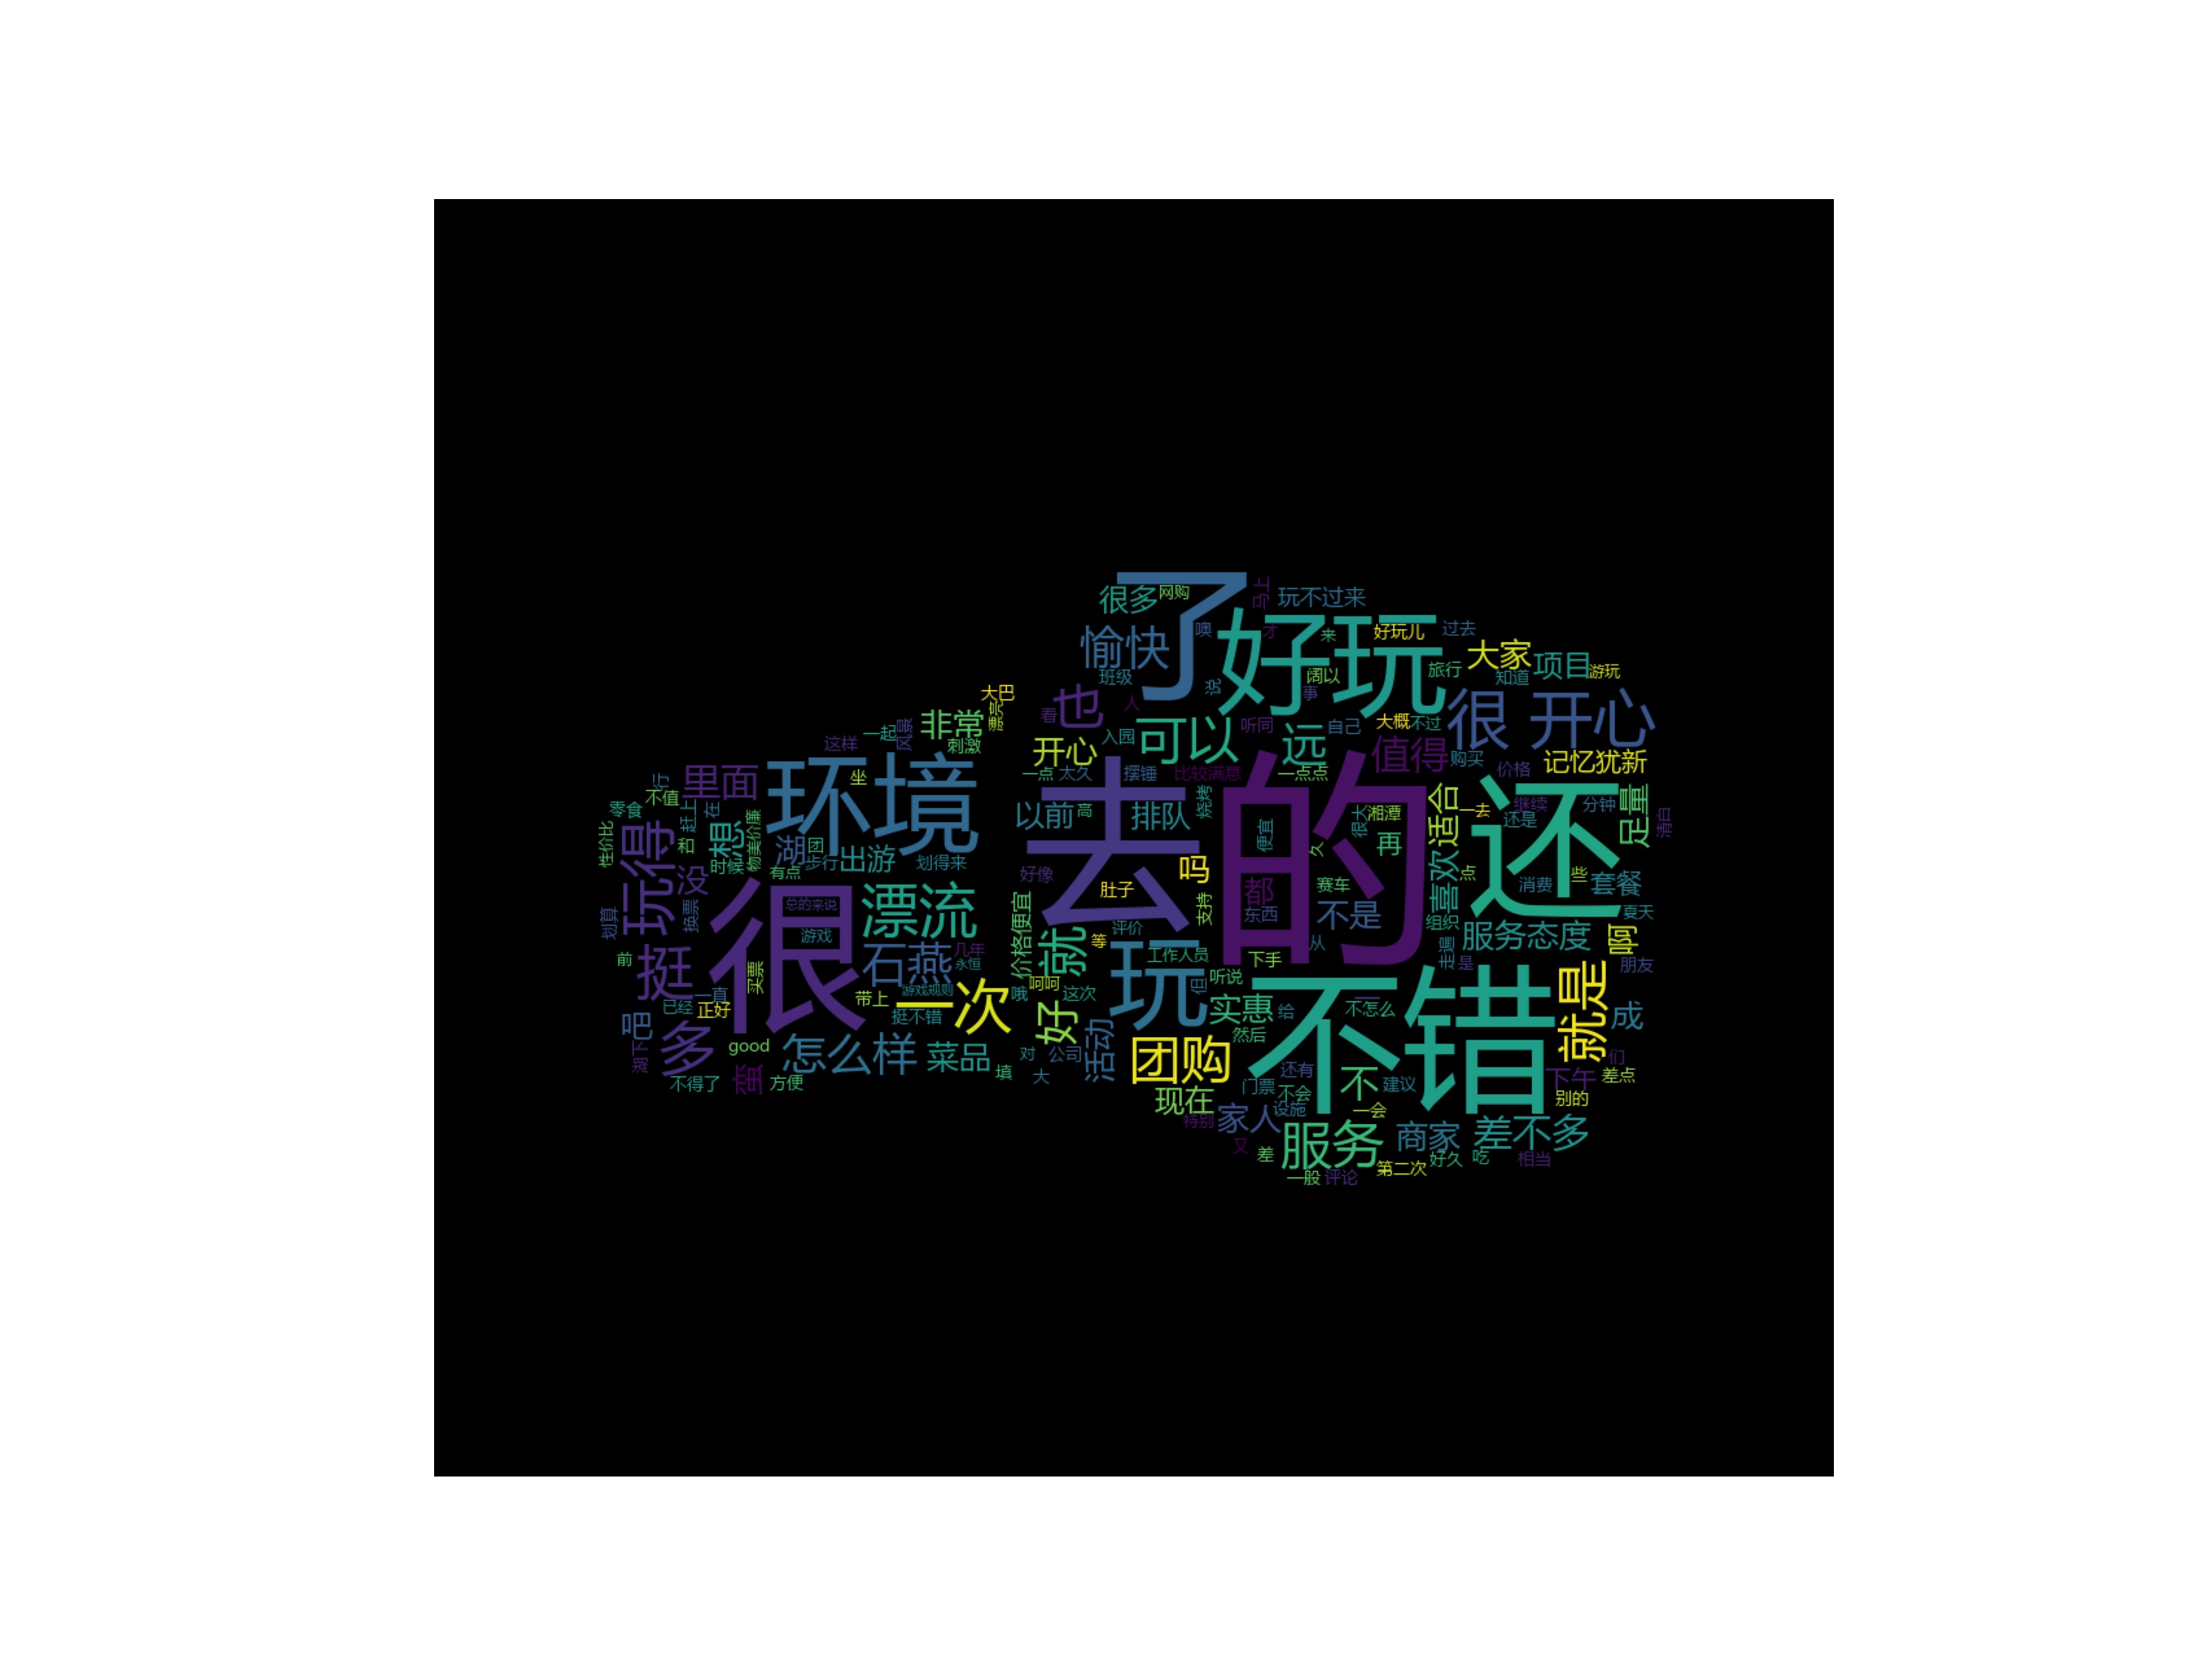 了
很多
网购
马上
玩不过来
愉快
噢
好玩
才
来
好玩儿
过去
大家
项目
游玩
班级
说
阔以
事
旅行
知道
大巴
漂亮
看
也
人
很 开心
非常
一起
风景
这样
刺激
开心
入园
可以
听同
远
自己
大概
不过
值得
购买
价格
记忆犹新
里面
行
不值
零食
赶上
在
环境
坐
一点
太久
摆锤
比较满意
一点点
去
的
还
以前
高
排队
烧烤
便宜
很大
湘潭
久
再
适合
一去
继续
还是
分钟
足量
清白
性价比
玩得
和
想
时候
物美价廉
湖
团
有点
步行
出游
划得来
好像
肚子
吗
支持
都
东西
赛车
不是
喜欢
点
消费
些
套餐
夏天
没
换票
划算
很
总的来说
游戏
漂流
石燕
几年
永恒
价格便宜
就
评价
等
工作人员
从
组织
服务态度
啊
朋友
前
挺
买票
一直
已经
正好
带上
游戏规则
挺不错
一次
哦
呵呵
这次
玩
但
听说
下手
走遍
是
实惠
给
不怎么
不错
就是
成
吧
湖下
多
good
蛮
不得了
方便
怎么样
菜品
填
好
对
公司
大
活动
团购
然后
还有
门票
不会
设施
不
建议
一会
们
下午
差点
别的
现在
特别
家人
又
差
服务
商家
差不多
一般
评论
第二次
好久
吃
相当